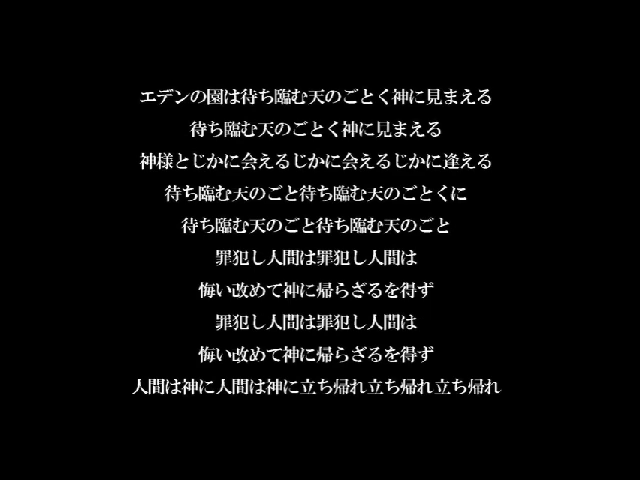 エデンの園は待ち臨む天のごとく神に見まえる
待ち臨む天のごとく神に見まえる
神様とじかに会えるじかに会えるじかに逢える
待ち臨む天のごと待ち臨む天のごとくに
待ち臨む天のごと待ち臨む天のごと
罪犯し人間は罪犯し人間は
悔い改めて神に帰らざるを得ず
罪犯し人間は罪犯し人間は
悔い改めて神に帰らざるを得ず
人間は神に人間は神に立ち帰れ立ち帰れ立ち帰れ